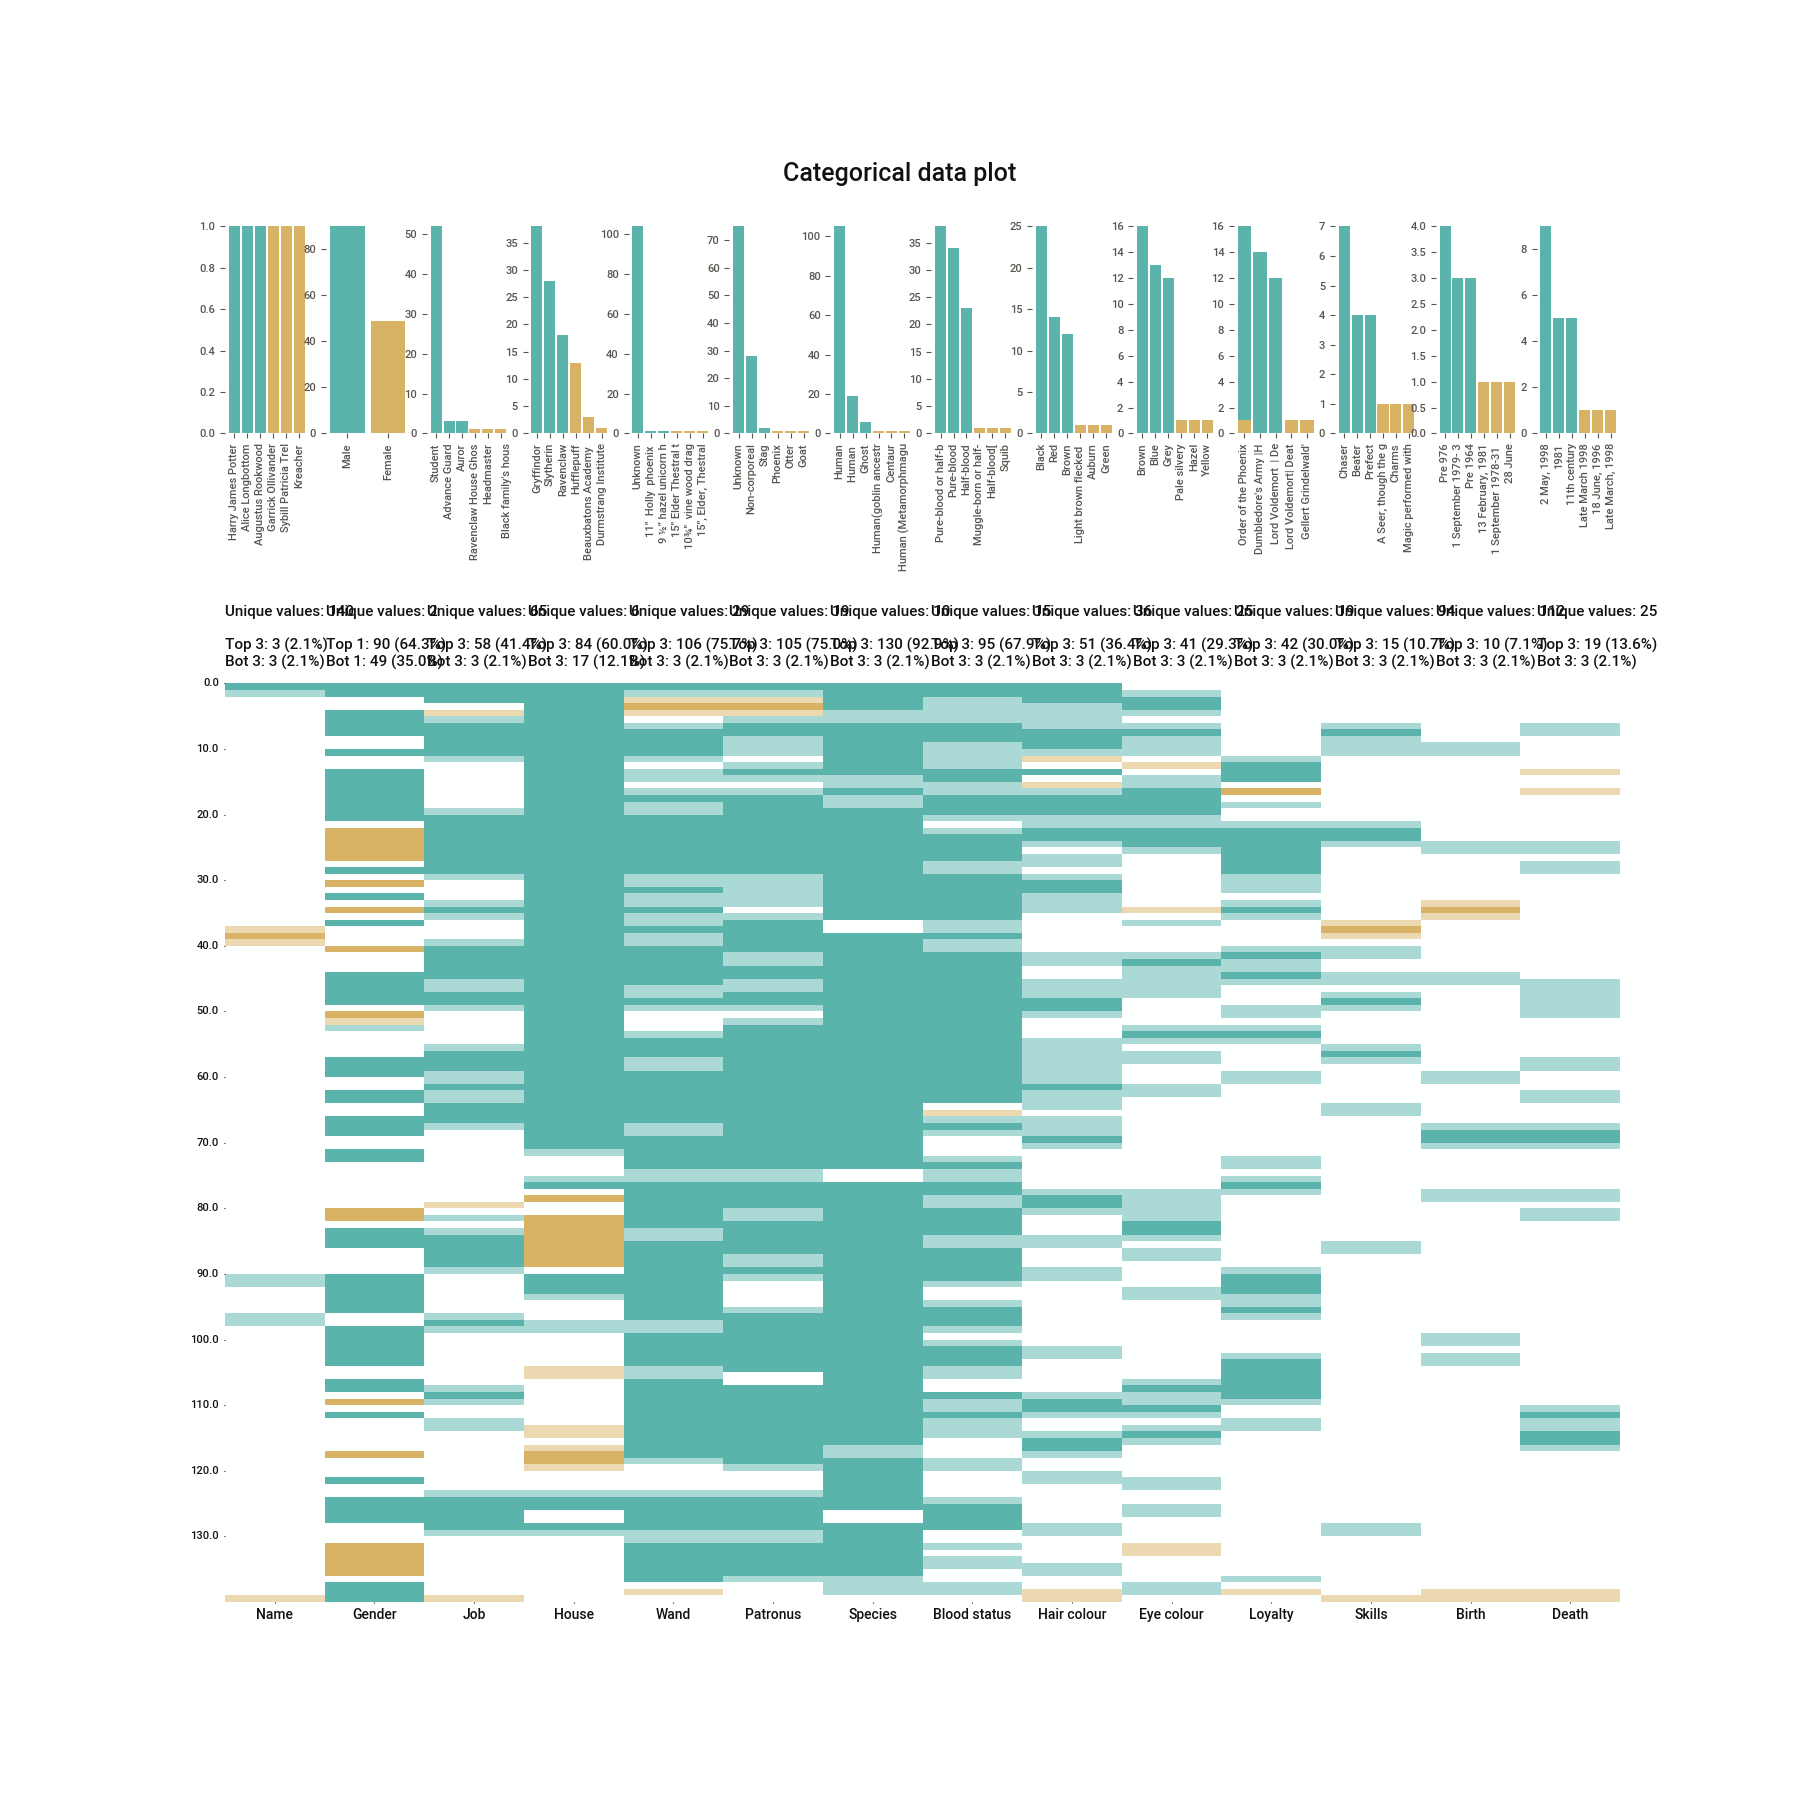 Categorical data plot
1.0
0.8
0.6
0.4
0.2
0.0
80
60
40
20
0
50
40
30
20
10
0
35
30
25
20
15
10
5
0
100
80
60
40
20
0
70
60
50
40
30
20
10
0
100
80
60
40
20
0
35
30
25
20
15
10
5
0
25
20
15
10
5
0
16
14
12
10
8
6
4
2
0
16
14
12
10
8
6
4
2
0
7
6
5
4
3
2
1
0
4.0
3.5
3.0
2.5
2.0
1.5
1.0
0.5
0.0
8
6
4
2
0
Harry James Potter
Alice Longbottom
Augustus Rookwood
Garrick Ollivander
Sybill Patricia Trel
Kreacher
Male
Female
Student
Advance Guard
Auror
Ravenclaw House Ghos
Headmaster
Black family's hous
Gryffindor
Slytherin
Ravenclaw
Hufflepuff
Beauxbatons Academy
Durmstrang Institute
Unknown
11" Holly phoenix
9 ½" hazel unicorn h
15" Elder Thestral t
10¾" vine wood drag
15", Elder, Thestral
Unknown
Non-corporeal
Stag
Phoenix
Otter
Goat
Human
Human
Ghost
Human(goblin ancestr
Centaur
Human (Metamorphmagu
Pure-blood or half-b
Pure-blood
Half-blood
Muggle-born or half-
Half-blood[
Squib
Black
Red
Brown
Light brown flecked
Auburn
Green
Brown
Blue
Grey
Pale silvery
Hazel
Yellow
Order of the Phoenix
Dumbledore's Army |H
Lord Voldemort | De
Lord Voldemort| Deat
Gellert Grindelwald'
Chaser
Beater
Prefect
A Seer, though the g
Charms
Magic performed with
Pre 976
1 September 1979- 3
Pre 1964
13 February, 1981
1 September 1978-31
28 June
2 May, 1998
1981
11th century
Late March 1998
18 June, 1996
Late March, 1998
Unique values: 140
Unique values: 2
Unique values: 65
Unique values: 6
Unique values: 29
Unique values: 19
Unique values: 10
Unique values: 15
Unique values: 36
Unique values: 25
Unique values: 19
Unique values: 94
Unique values: 112
Unique values: 25
Top 3: 3 (2.1%)
Top 1: 90 (64.3%)
Top 3: 58 (41.4%)
Top 3: 84 (60.0%)
Top 3: 106 (75.7%)
Top 3: 105 (75.0%)
Top 3: 130 (92.9%)
Top 3: 95 (67.9%)
Top 3: 51 (36.4%)
Top 3: 41 (29.3%)
Top 3: 42 (30.0%)
Top 3: 15 (10.7%)
Top 3: 10 (7.1%)
Top 3: 19 (13.6%)
Bot 3: 3 (2.1%)
Bot 1: 49 (35.0%)
Bot 3: 3 (2.1%)
Bot 3: 17 (12.1%)
Bot 3: 3 (2.1%)
Bot 3: 3 (2.1%)
Bot 3: 3 (2.1%)
Bot 3: 3 (2.1%)
Bot 3: 3 (2.1%)
Bot 3: 3 (2.1%)
Bot 3: 3 (2.1%)
Bot 3: 3 (2.1%)
Bot 3: 3 (2.1%)
Bot 3: 3 (2.1%)
0.0
10.0
20.0
30.0
40.0
50.0
60.0
70.0
80.0
90.0
100.0
110.0
120.0
130.0
Name
Gender
Job
House
Wand
Patronus
Species
Blood status
Hair colour
Eye colour
Loyalty
Skills
Birth
Death